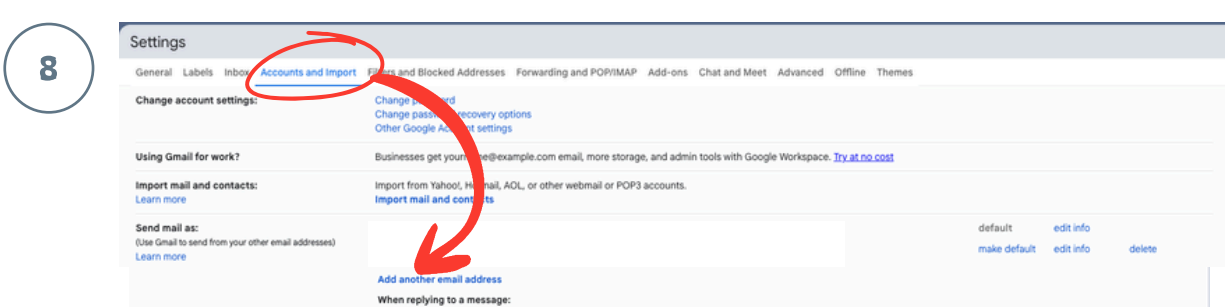 8
Settings
General Labels Inbox Accounts and Import Filters and Blocked Addresses Forwarding and POP/IMAP Add-ons Chat and Meet Advanced Offline Themes
Change account settings:
Change password
Change password recovery options
Other Google Account settings
Using Gmail for work?
Businesses get yourname@example.com email, more storage, and admin tools with Google Workspace. Try at no cost
Import mail and contacts:
Learn more
Import from Yahoo!, Hotmail, AOL, or other webmail or POP3 accounts.
Import mail and contacts
Send mail as:
(Use Gmail to send from your other email addresses)
Learn more
default edit info
make default edit info delete
Add another email address
When replying to a message: